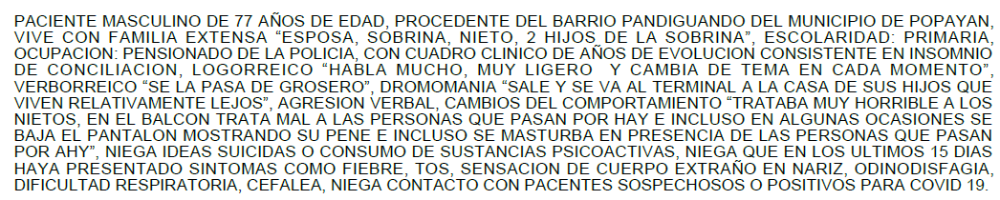 PACIENTE MASCULINO DE 77 AÑOS DE EDAD, PROCEDENTE DEL BARRIO PANDIGUANDO DEL MUNICIPIO DE POPAYAN,
VIVE CON FAMILIA EXTENSA “ESPOSA, SOBRINA, NIETO, 2 HIJOS DE LA SOBRINA”, ESCOLARIDAD: PRIMARIA,
OCUPACION: PENSIONADO DE LA POLICIA, CON CUADRO CLINICO DE AÑOS DE EVOLUCION CONSISTENTE EN INSOMNIO
DE CONCILIACION, LOGORREICO “HABLA MUCHO, MUY LIGERO Y CAMBIA DE TEMA EN CADA MOMENTO”,
VERBORREICO “SE LA PASA DE GROSERO”, DROMOMANIA “SALE Y SE VA AL TERMINAL A LA CASA DE SUS HIJOS QUE
VIVEN RELATIVAMENTE LEJOS”, AGRESION VERBAL, CAMBIOS DEL COMPORTAMIENTO “TRATABA MUY HORRIBLE A LOS
NIETOS, EN EL BALCON TRATA MAL A LAS PERSONAS QUE PASAN POR HAY E INCLUSO EN ALGUNAS OCASIONES SE
BAJA EL PANTALON MOSTRANDO SU PENE E INCLUSO SE MASTURBA EN PRESENCIA DE LAS PERSONAS QUE PASAN
POR AHY”, NIEGA IDEAS SUICIDAS O CONSUMO DE SUSTANCIAS PSICOACTIVAS, NIEGA QUE EN LOS ULTIMOS 15 DIAS
HAYA PRESENTADO SINTOMAS COMO FIEBRE, TOS, SENSACION DE CUERPO EXTRAÑO EN NARIZ, ODINODISFAGIA,
DIFICULTAD RESPIRATORIA, CEFALEA, NIEGA CONTACTO CON PACENTES SOSPECHOSOS O POSITIVOS PARA COVID 19.